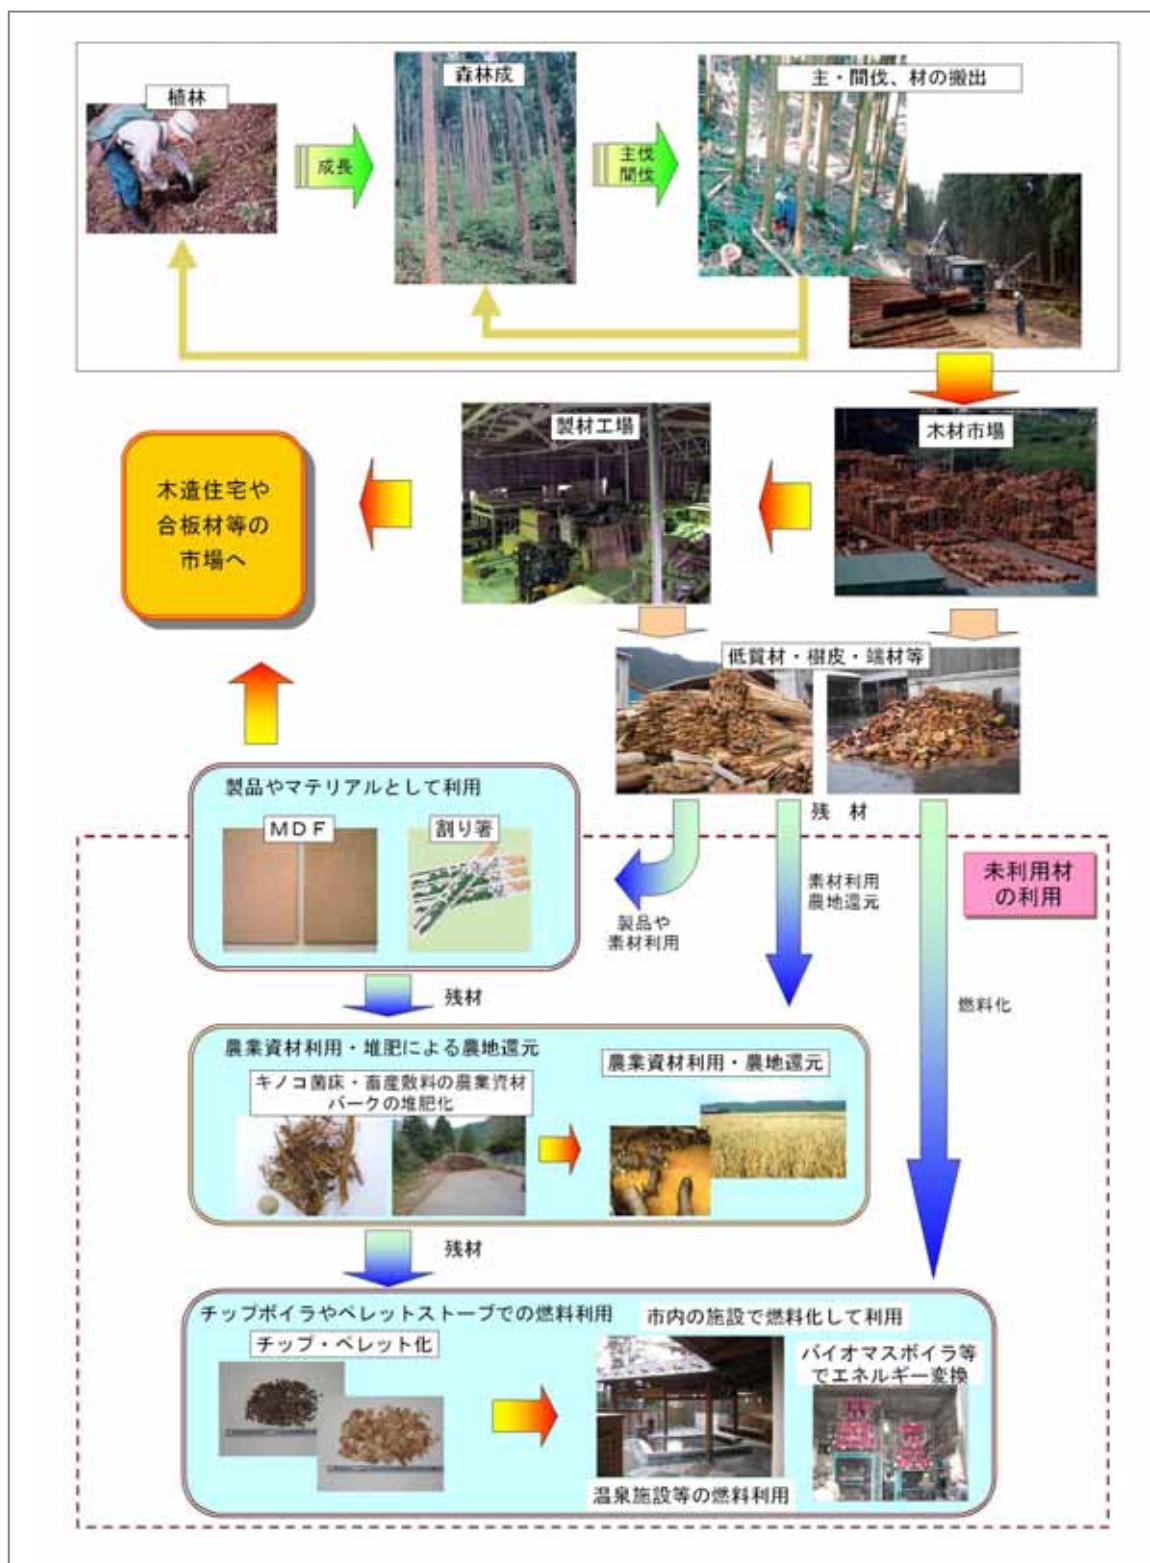 植林
森林成
主・間伐、材の搬出
成長
主伐
間伐
製材工場
木材市場
木造住宅や
合板材等の
市場へ
低質材・樹皮・端材等
製品やマテリアルとして利用
MDF
割り箸
残 材
未利用材
の利用
素材利用
農地還元
製品や
素材利用
残材
燃料化
農業資材利用・堆肥による農地還元
農業資材利用・農地還元
キノコ菌床・畜産敷料の農業資材
バークの堆肥化
残材
チップボイラやペレットストーブでの燃料利用
市内の施設で燃料化して利用
チップ・ペレット化
バイオマスボイラ等
でエネルギー変換
温泉施設等の燃料利用